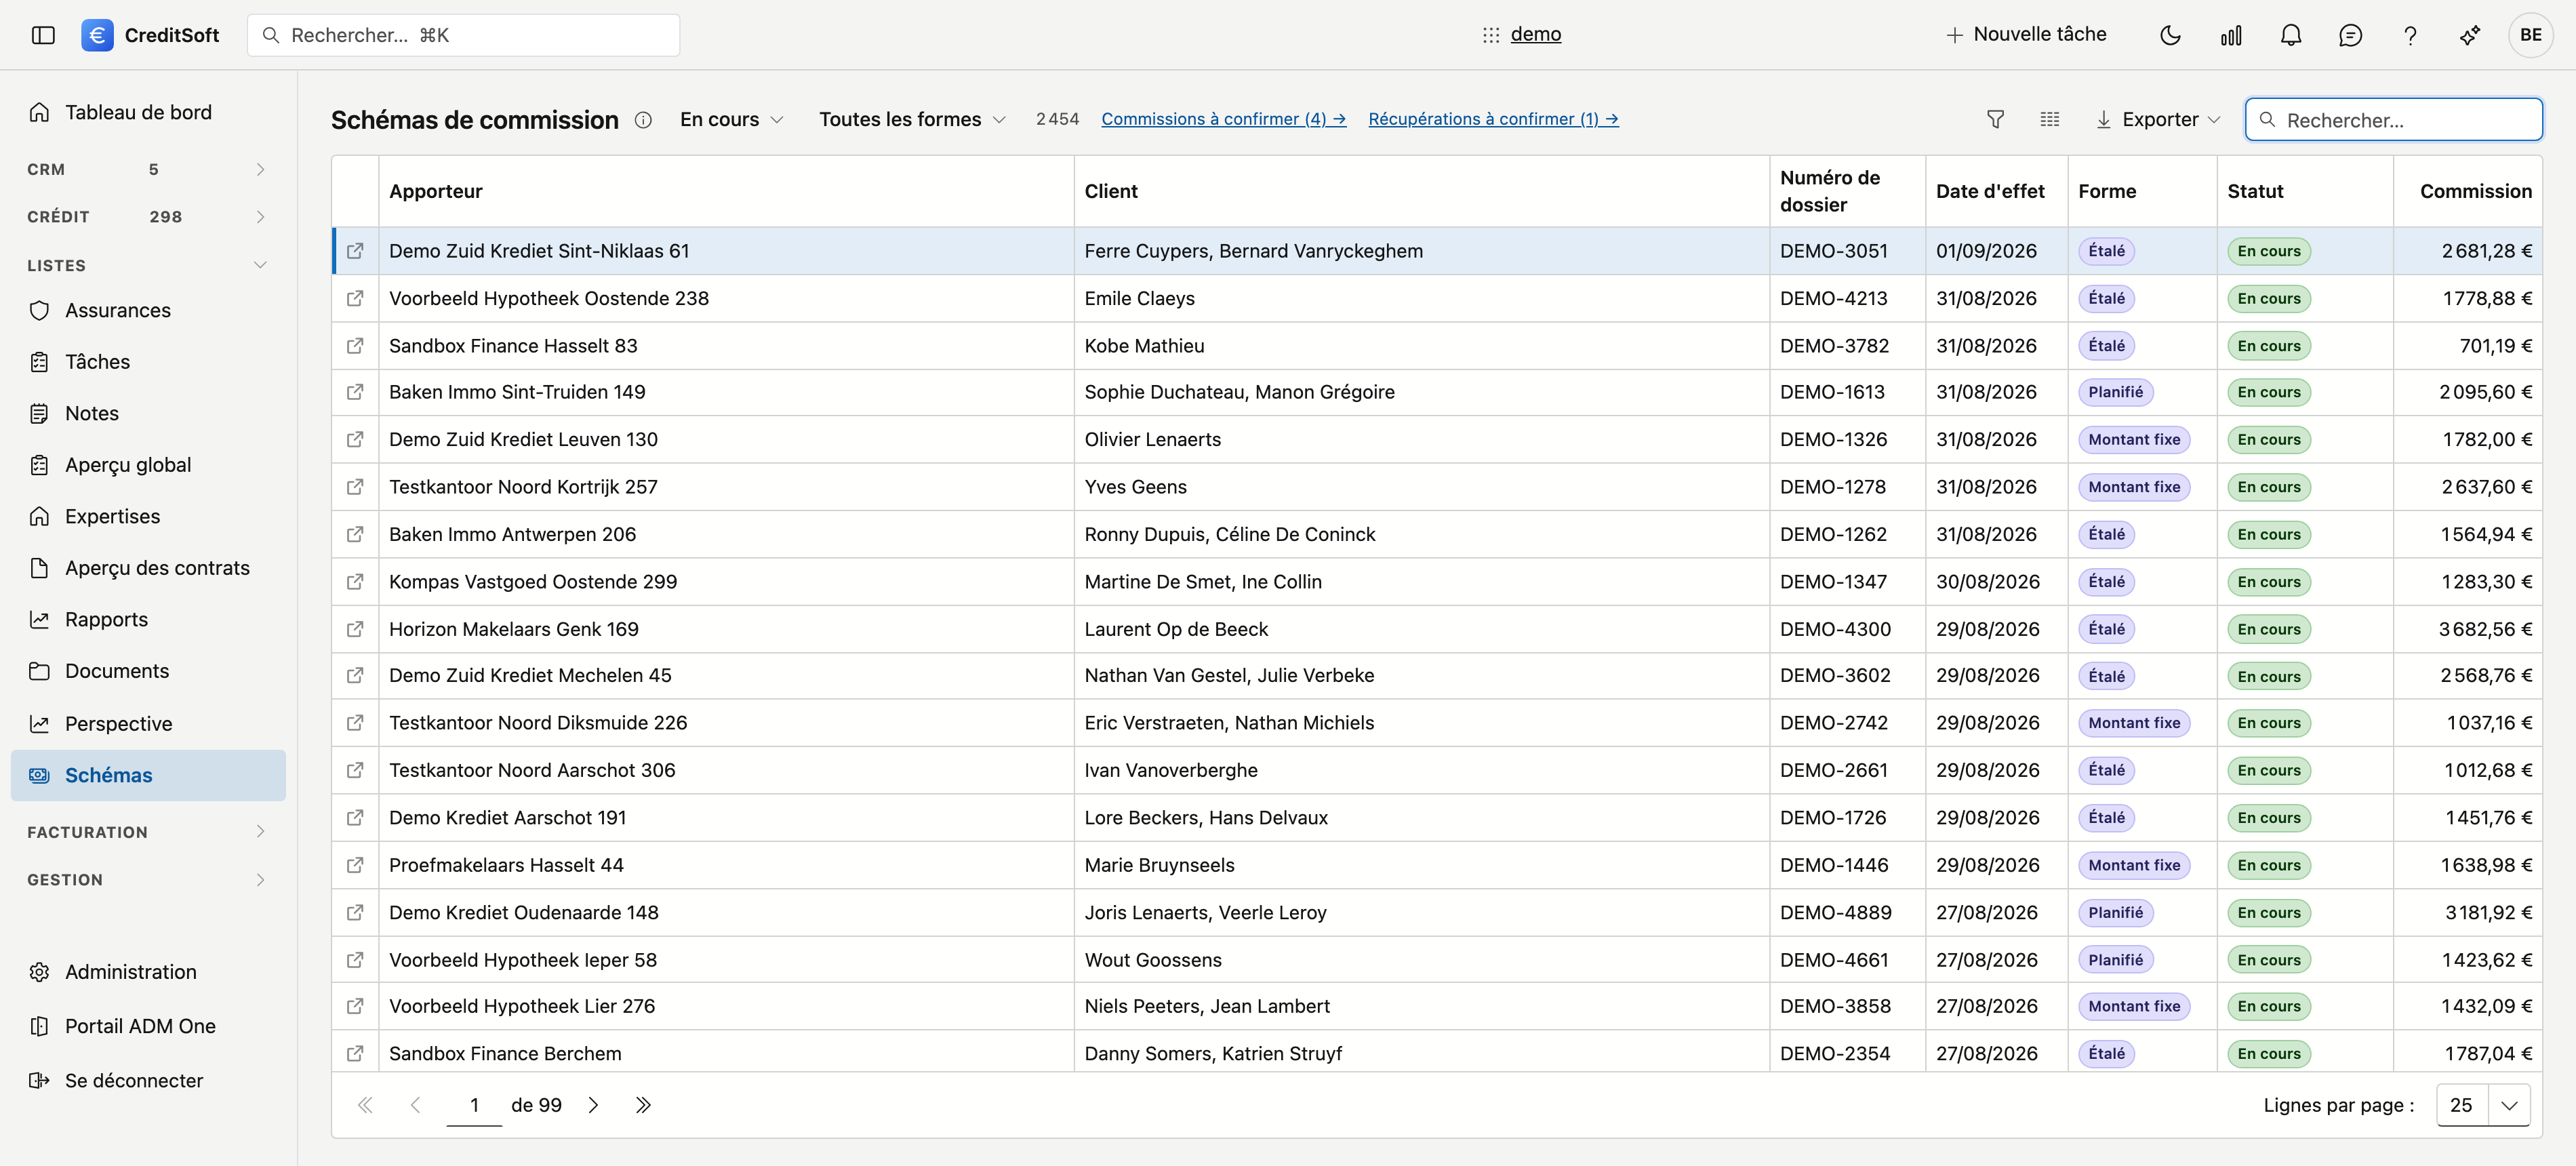 € CreditSoft Rechercher... ⌘K demo Nouvelle tâche BE
Tableau de bord
CRM 5
CRÉDIT 298
LISTES
Assurances
Tâches
Notes
Aperçu global
Expertises
Aperçu des contrats
Rapports
Documents
Perspective
Schémas
FACTURATION
GESTION
Administration
Portail ADM One
Se déconnecter
Schémas de commission En cours Toutes les formes 2 454 Commissions à confirmer (4) → Récupérations à confirmer (1) → Exporter Rechercher...
Apporteur Client Numéro de dossier Date d'effet Forme Statut Commission
Demo Zuid Krediet Sint-Niklaas 61 Ferre Cuypers, Bernard Vanryckeghem DEMO-3051 01/09/2026 Étalé En cours 2 681,28 €
Voorbeeld Hypotheek Oostende 238 Emile Claeys DEMO-4213 31/08/2026 Étalé En cours 1 778,88 €
Sandbox Finance Hasselt 83 Kobe Mathieu DEMO-3782 31/08/2026 Étalé En cours 701,19 €
Baken Immo Sint-Truiden 149 Sophie Duchateau, Manon Grégoire DEMO-1613 31/08/2026 Planifié En cours 2 095,60 €
Demo Zuid Krediet Leuven 130 Olivier Lenaerts DEMO-1326 31/08/2026 Montant fixe En cours 1 782,00 €
Testkantoor Noord Kortrijk 257 Yves Geens DEMO-1278 31/08/2026 Montant fixe En cours 2 637,60 €
Baken Immo Antwerpen 206 Ronny Dupuis, Céline De Coninck DEMO-1262 31/08/2026 Étalé En cours 1 564,94 €
Kompas Vastgoed Oostende 299 Martine De Smet, Ine Collin DEMO-1347 30/08/2026 Étalé En cours 1 283,30 €
Horizon Makelaars Genk 169 Laurent Op de Beeck DEMO-4300 29/08/2026 Étalé En cours 3 682,56 €
Demo Zuid Krediet Mechelen 45 Nathan Van Gestel, Julie Verbeke DEMO-3602 29/08/2026 Étalé En cours 2 568,76 €
Testkantoor Noord Diksmuide 226 Eric Verstraeten, Nathan Michiels DEMO-2742 29/08/2026 Montant fixe En cours 1 037,16 €
Testkantoor Noord Aarschot 306 Ivan Vanoverberghe DEMO-2661 29/08/2026 Étalé En cours 1 012,68 €
Demo Krediet Aarschot 191 Lore Beckers, Hans Delvaux DEMO-1726 29/08/2026 Étalé En cours 1 451,76 €
Proefmakelaars Hasselt 44 Marie Bruynseels DEMO-1446 29/08/2026 Montant fixe En cours 1 638,98 €
Demo Krediet Oudenaarde 148 Joris Lenaerts, Veerle Leroy DEMO-4889 27/08/2026 Planifié En cours 3 181,92 €
Voorbeeld Hypotheek Ieper 58 Wout Goossens DEMO-4661 27/08/2026 Planifié En cours 1 423,62 €
Voorbeeld Hypotheek Lier 276 Niels Peeters, Jean Lambert DEMO-3858 27/08/2026 Montant fixe En cours 1 432,09 €
Sandbox Finance Berchem Danny Somers, Katrien Struyf DEMO-2354 27/08/2026 Étalé En cours 1 787,04 €
1 de 99 Lignes par page : 25